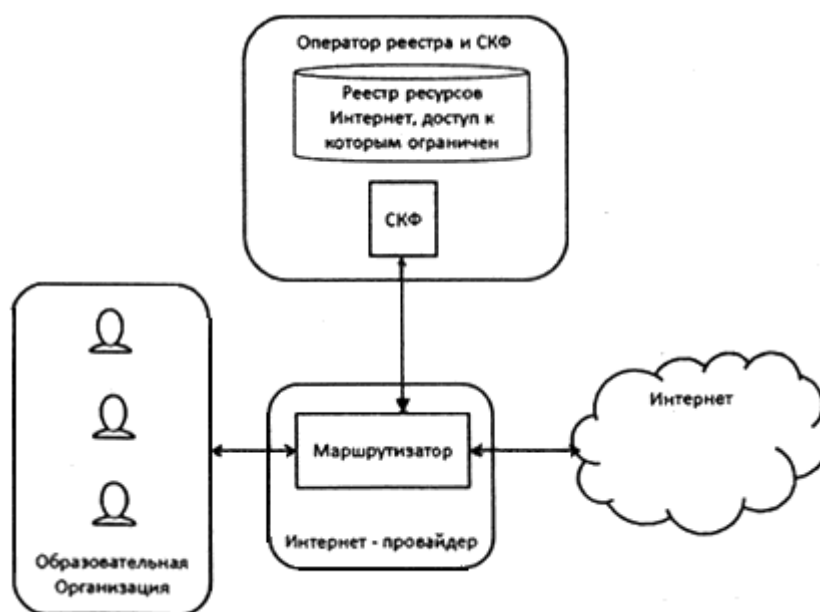 Оператор реестра и СКФ
Реестр ресурсов
Интернет, доступ к
которым ограничен
СКФ
Интернет
Маршрутизатор
Интернет - провайдер
Образовательная
Организация